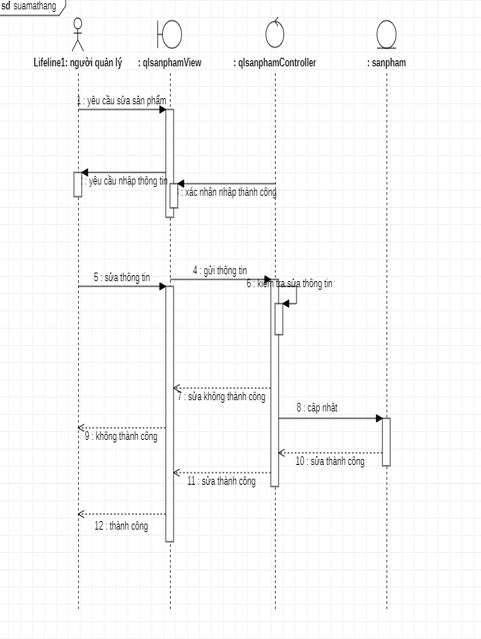 sd suamathang
Lifeline1: người quản lý
: qlsanphamView
: qlsanphamController
: sanpham
1 : yêu cầu sửa sản phẩm
: yêu cầu nhập thông tin
: xác nhận nhập thành công
4 : gửi thông tin
5 : sửa thông tin
6 : kiểm tra sửa thông tin
7 : sửa không thành công
8 : cập nhật
9 : không thành công
10 : sửa thành công
11 : sửa thành công
12 : thành công